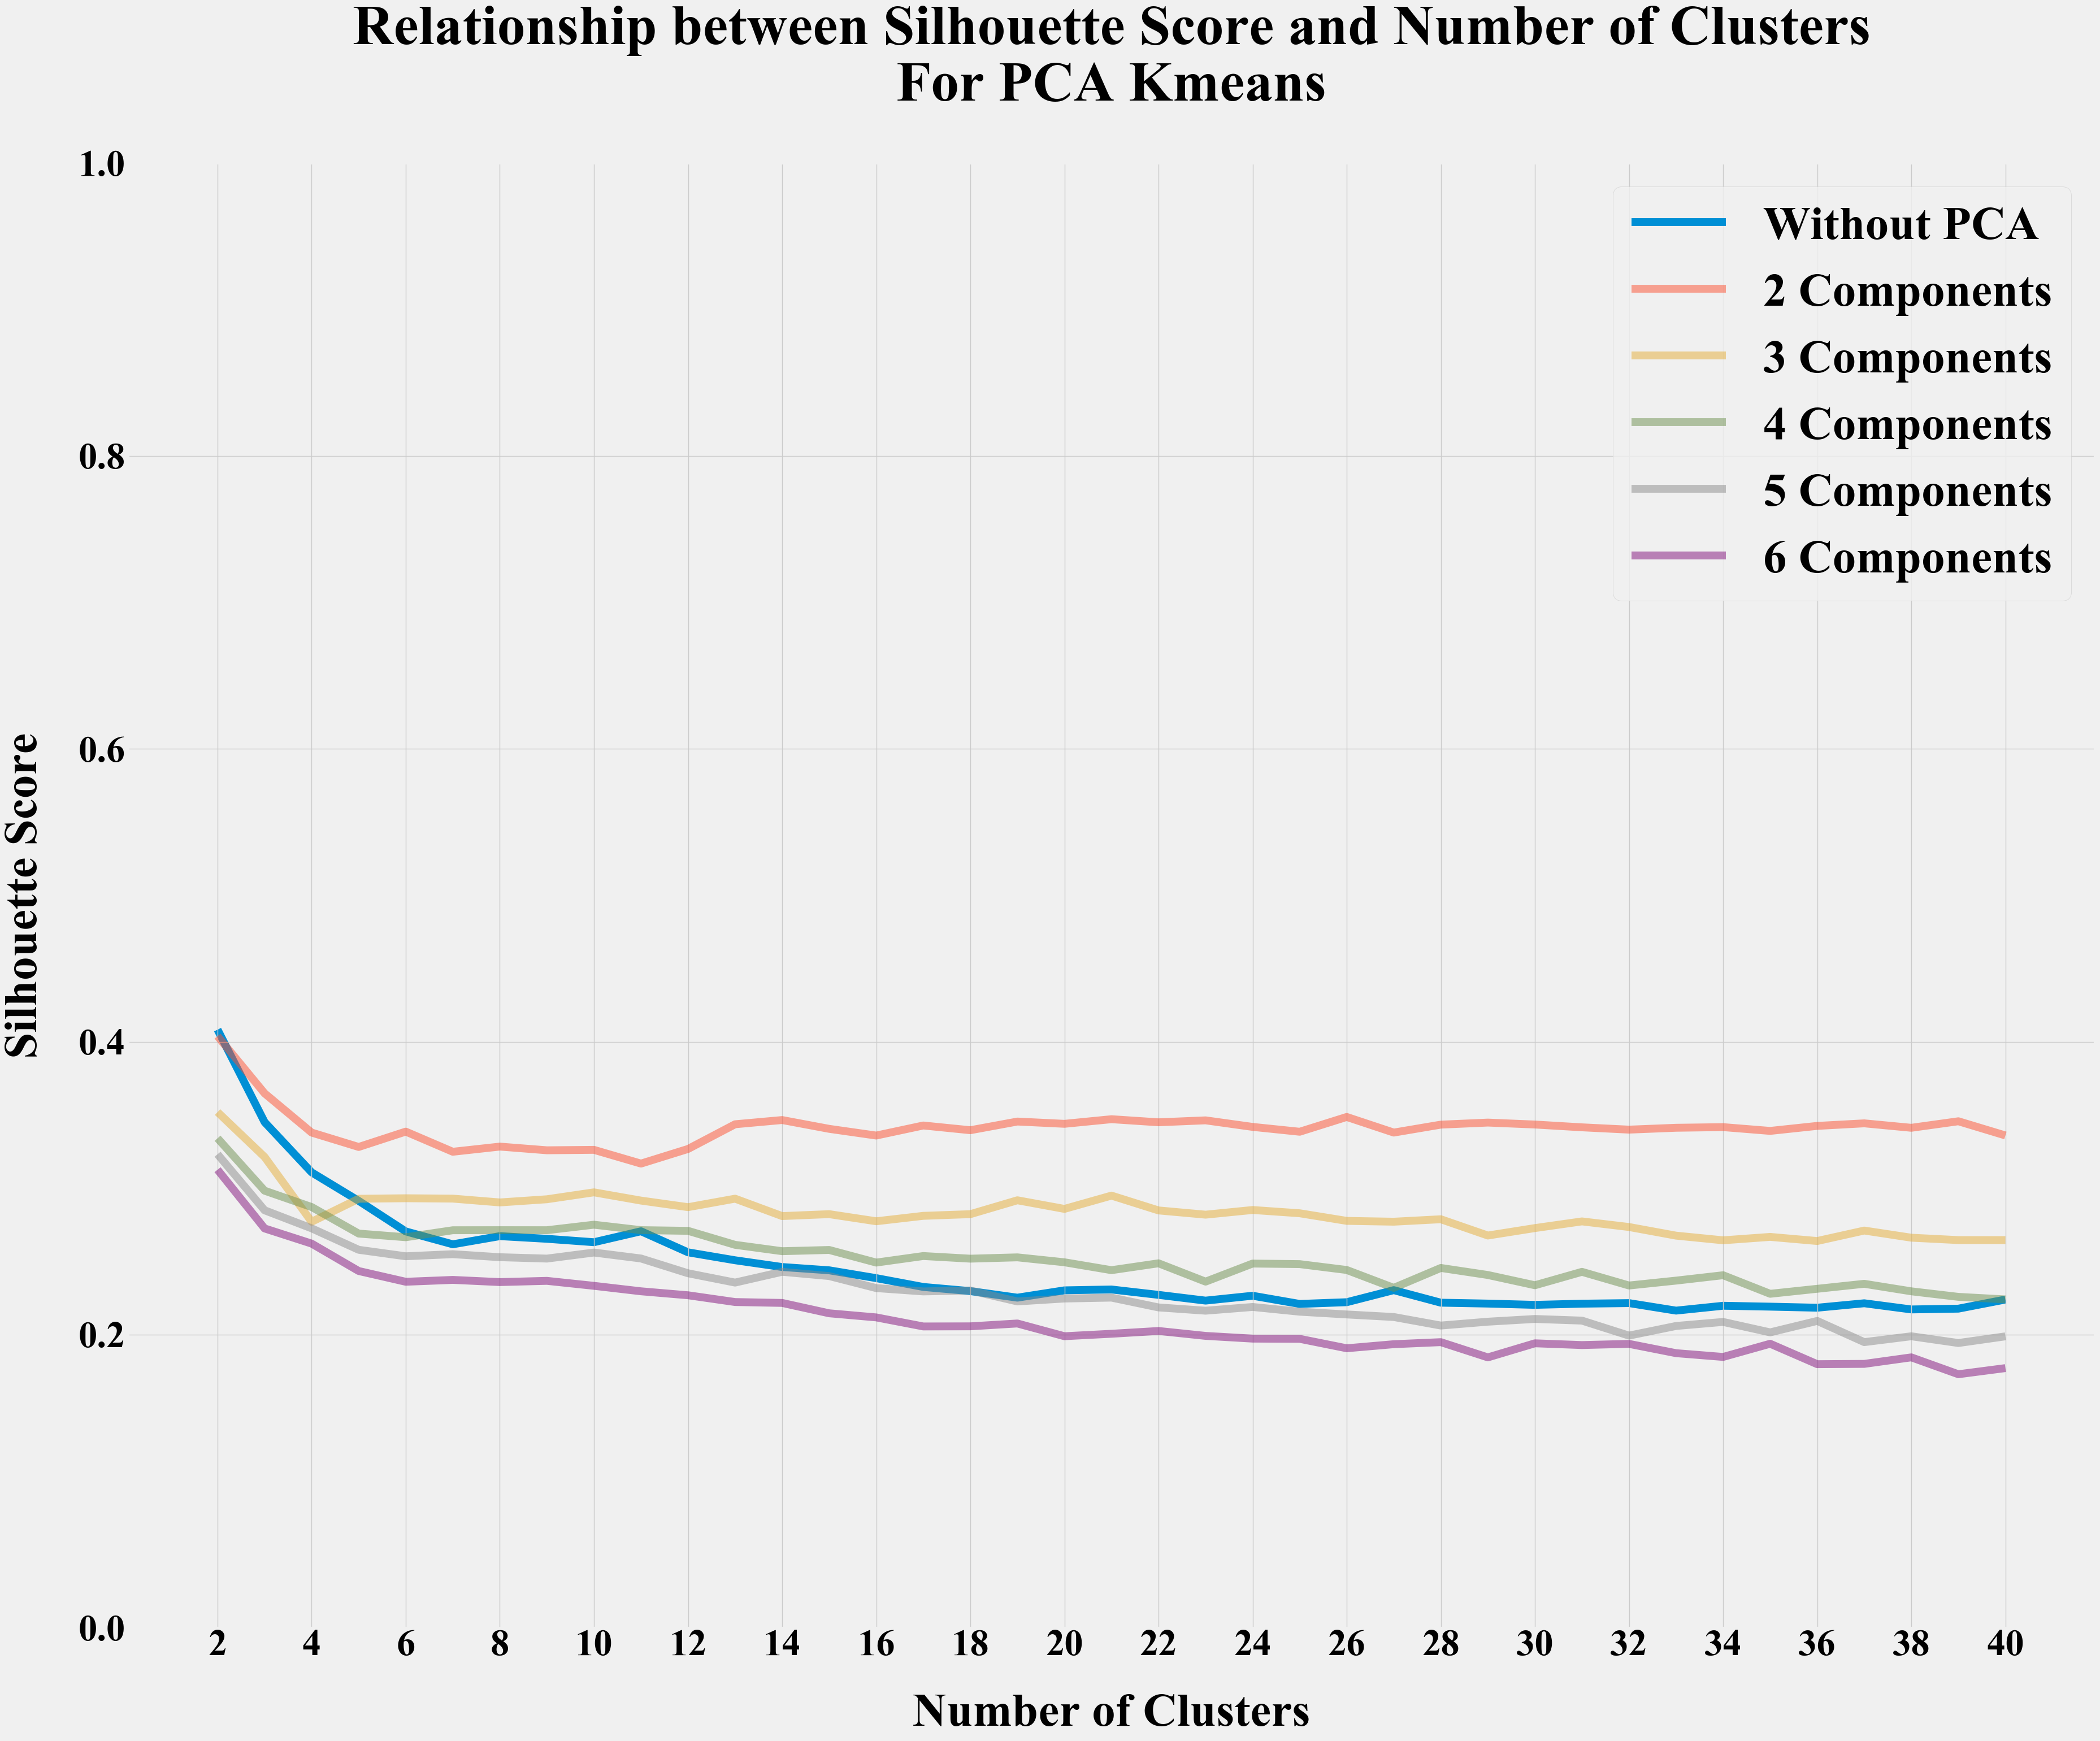 Relationship between Silhouette Score and Number of Clusters
For PCA Kmeans
1.0
0.8
0.6
0.4
0.2
0.0
Silhouette Score
Without PCA
2 Components
3 Components
4 Components
5 Components
6 Components
2 4 6 8 10 12 14 16 18 20 22 24 26 28 30 32 34 36 38 40
Number of Clusters